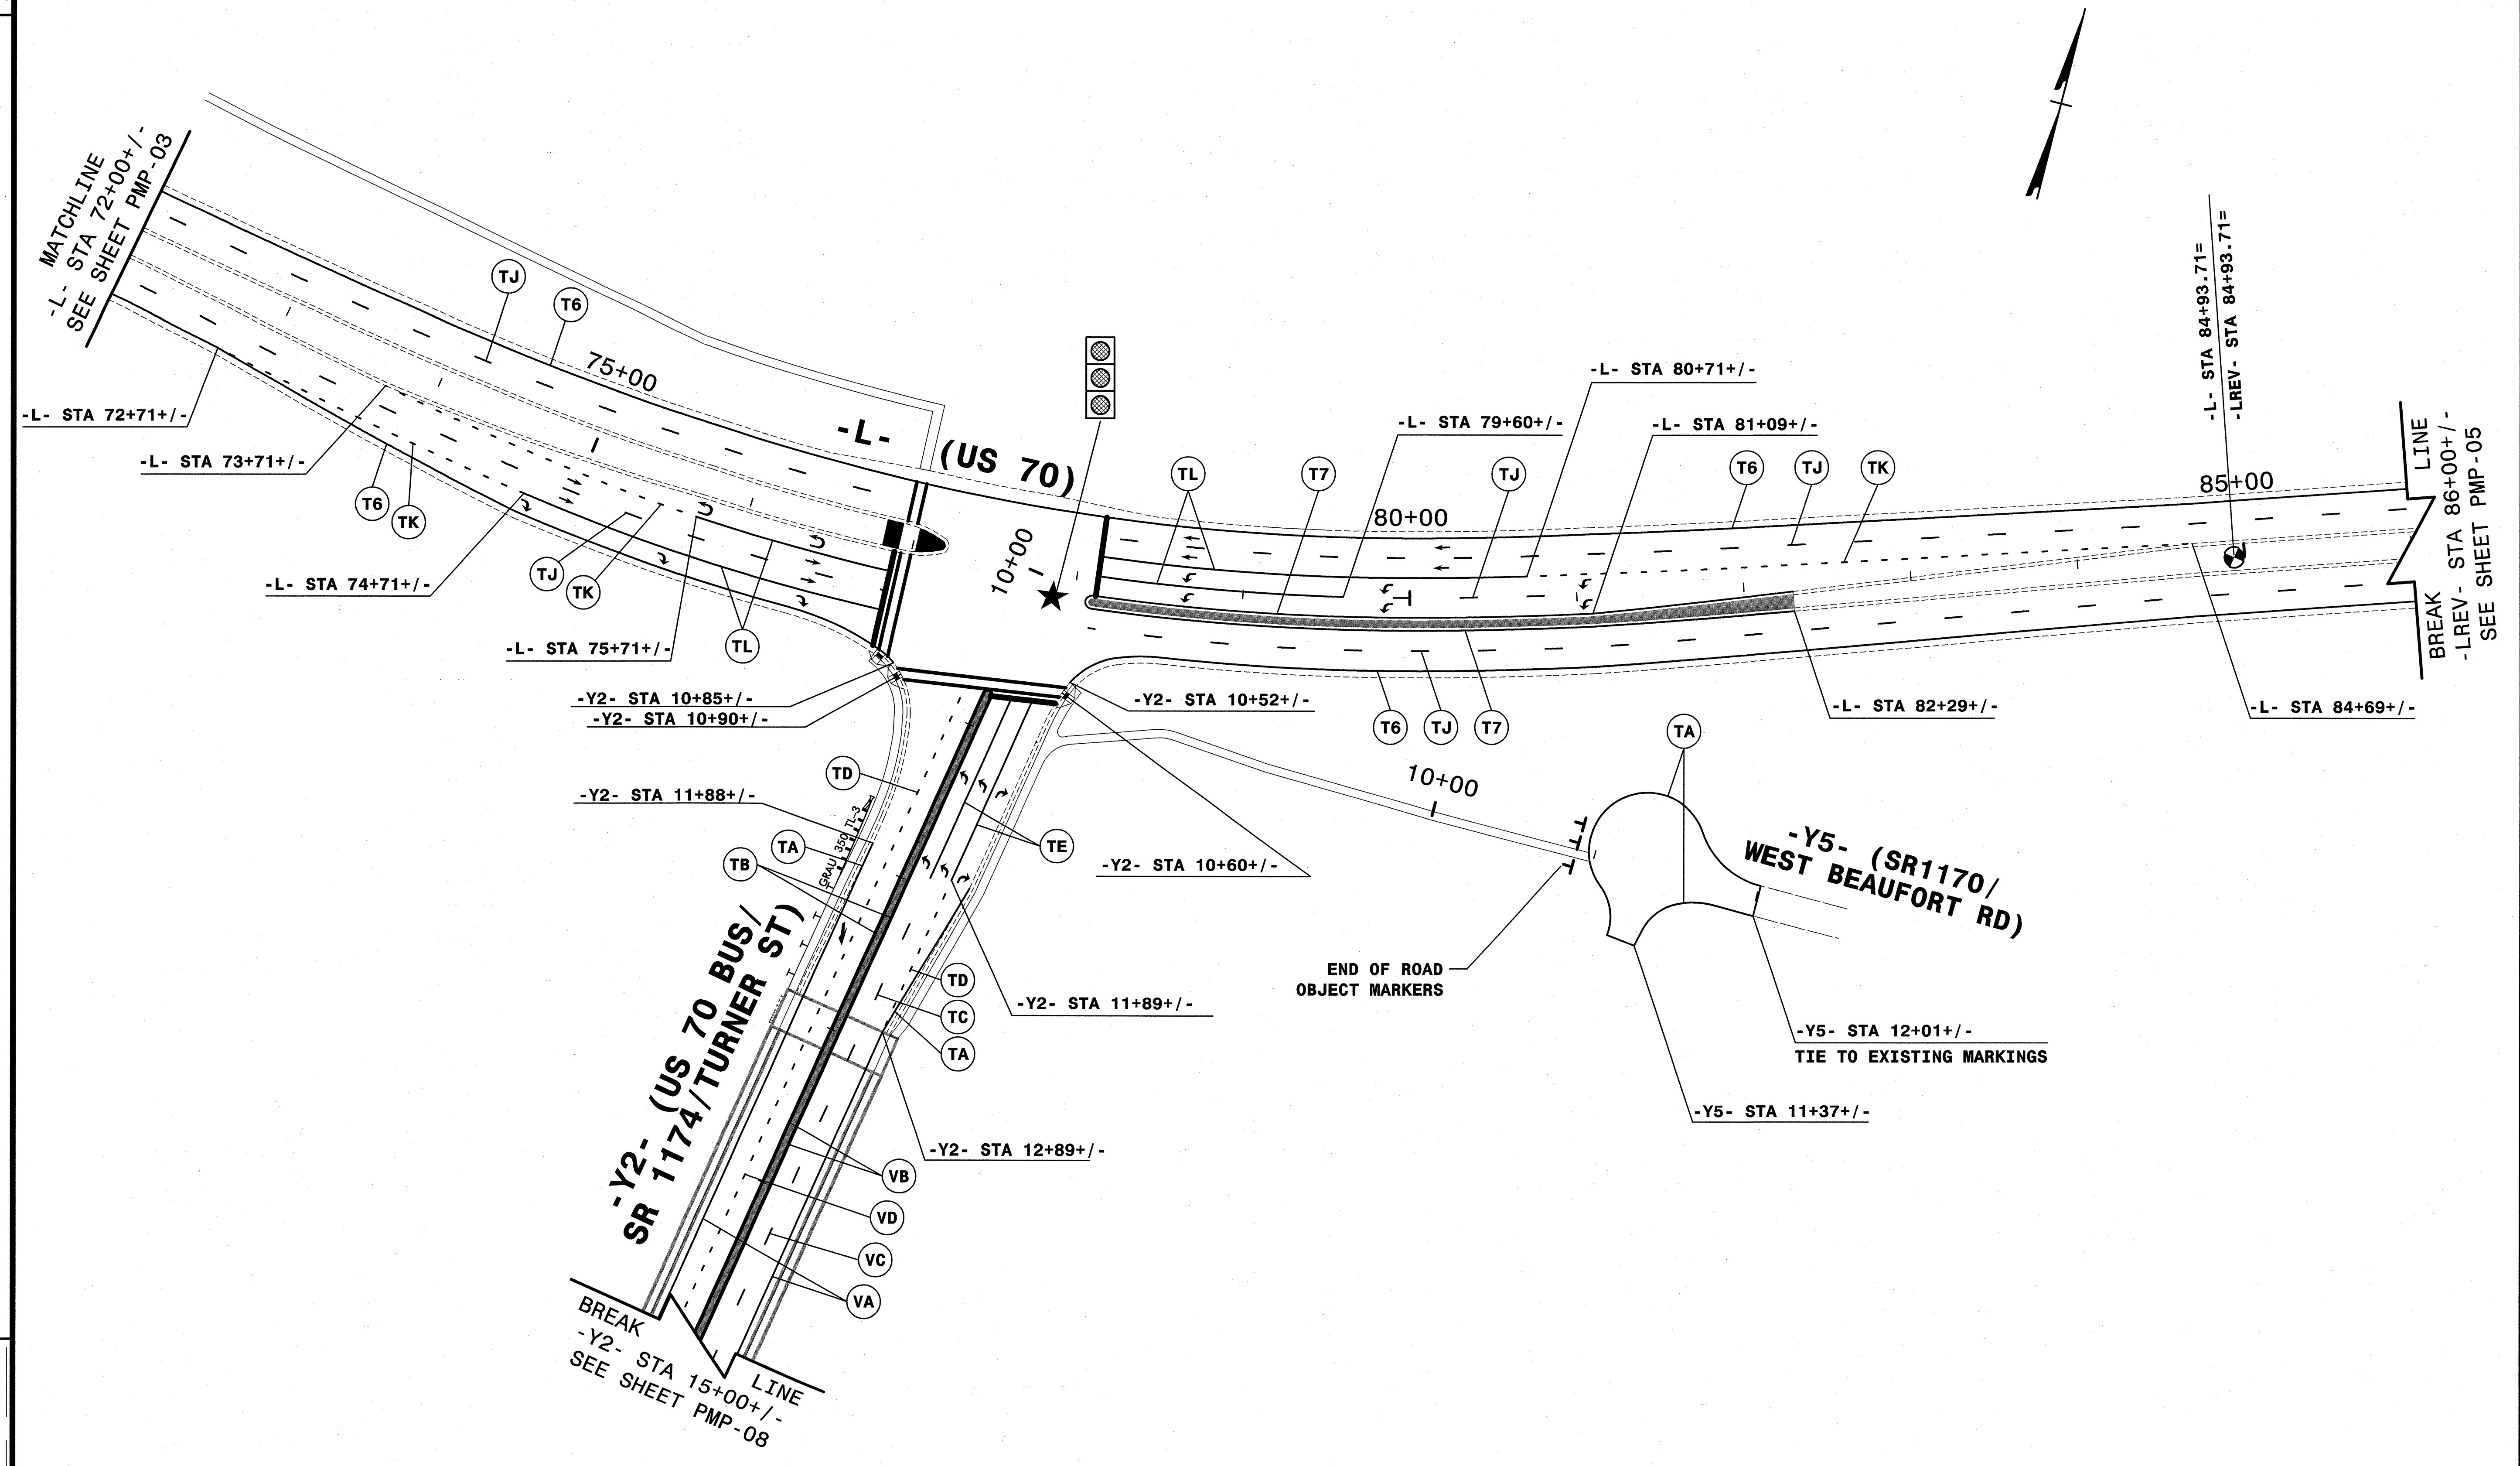 MATCHLINE
-L- STA 72+00+/-
SEE SHEET PMP-03
TJ
T6
75+00
-L- STA 72+71+/-
-L- STA 73+71+/-
T6
TK
-L- STA 74+71+/-
TJ
TK
-L- STA 75+71+/-
TL
-L- (US 70)
10+00
TL
T7
-L- STA 79+60+/-
TJ
-L- STA 80+71+/-
-L- STA 81+09+/-
80+00
T6
TJ
TK
-L- STA 84+93.71=
-LREV- STA 84+93.71=
85+00
BREAK LINE
-LREV- STA 86+00+/-
SEE SHEET PMP-05
-Y2- STA 10+85+/-
-Y2- STA 10+90+/-
-Y2- STA 10+52+/-
T6
TJ
T7
-L- STA 82+29+/-
-L- STA 84+69+/-
TD
-Y2- STA 11+88+/-
GRAU 350 TL-3
TA
TB
TE
-Y2- STA 10+60+/-
10+00
TA
-Y5- (SR1170/
WEST BEAUFORT RD)
END OF ROAD
OBJECT MARKERS
-Y2- STA 11+89+/-
TD
TC
TA
-Y5- STA 12+01+/-
TIE TO EXISTING MARKINGS
-Y5- STA 11+37+/-
-Y2- (US 70 BUS/
SR 1174/TURNER ST)
-Y2- STA 12+89+/-
VB
VD
VC
VA
BREAK LINE
-Y2- STA 15+00+/-
SEE SHEET PMP-08